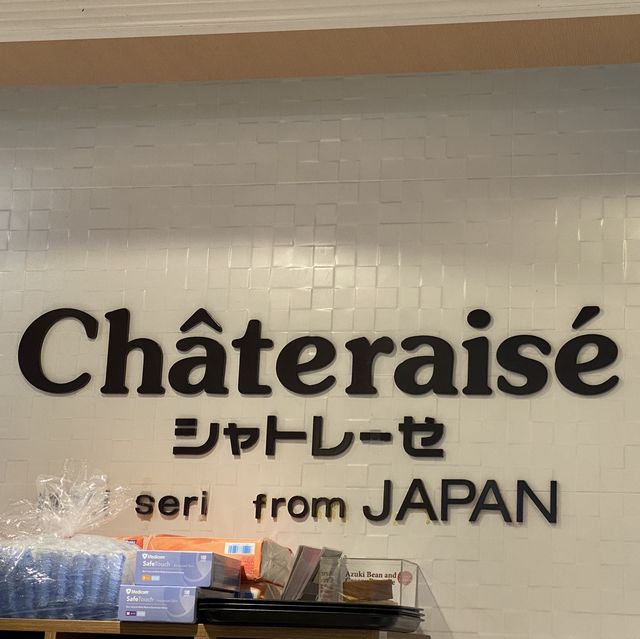 Châteraisé
シャトレーゼ
seri from JAPAN
Medicom
SafeTouch
Medicom
SafeTouch
Azuki Bean and